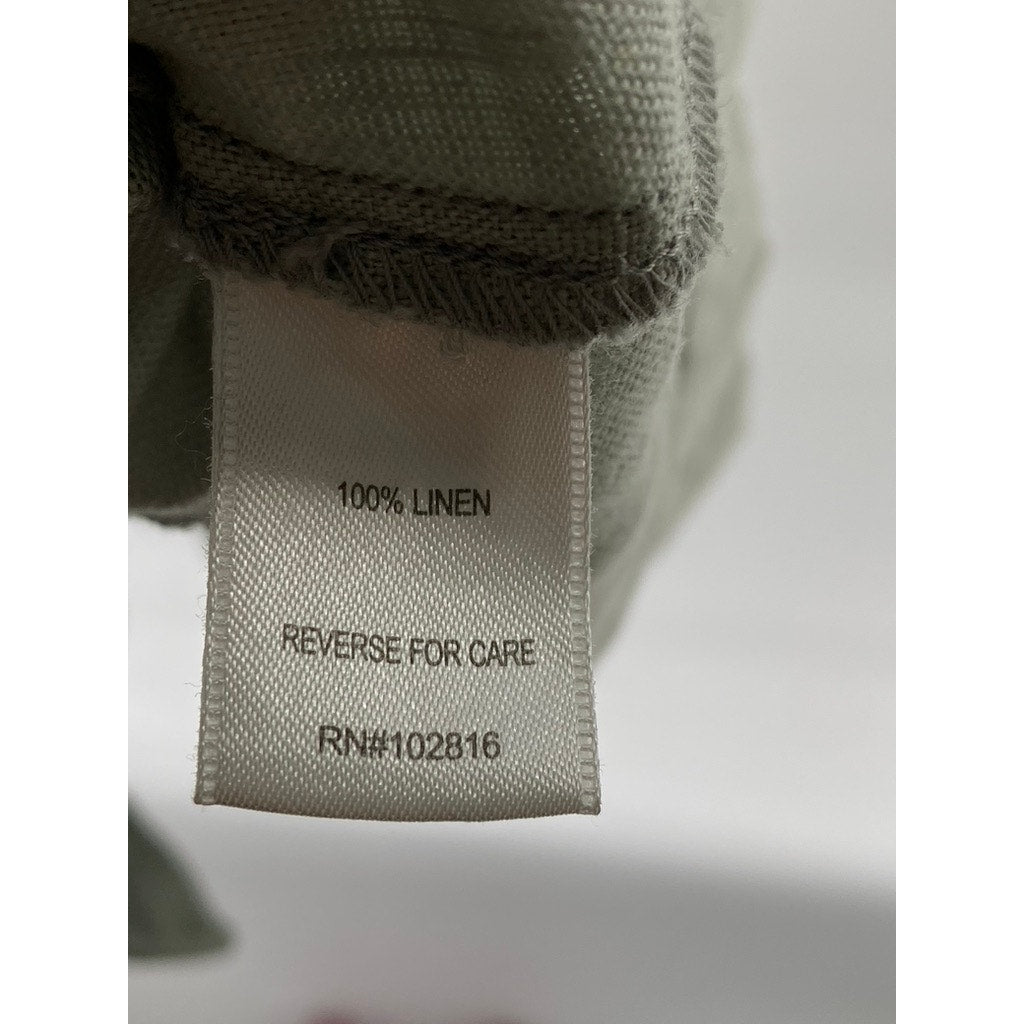 100% LINEN
REVERSE FOR CARE
RN#102816